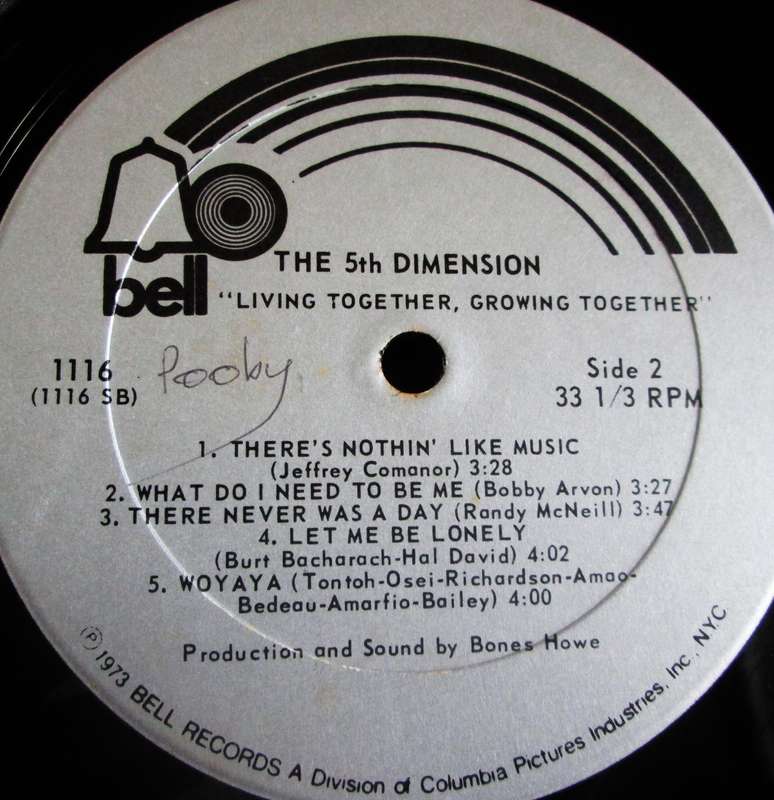 bell
THE 5th DIMENSION
"LIVING TOGETHER, GROWING TOGETHER"
1116
(1116 SB)
Pooby
Side 2
33 1/3 RPM
1. THERE'S NOTHIN' LIKE MUSIC
(Jeffrey Comanor) 3:28
2. WHAT DO I NEED TO BE ME (Bobby Arvon) 3:27
3. THERE NEVER WAS A DAY (Randy McNeill) 3:47
4. LET ME BE LONELY
(Burt Bacharach-Hal David) 4:02
5. WOYAYA (Tontoh-Osei-Richardson-Amao-
Bedeau-Amarfio-Bailey) 4:00
Production and Sound by Bones Howe
℗ 1973 BELL RECORDS A Division of Columbia Pictures Industries, Inc., N.Y.C